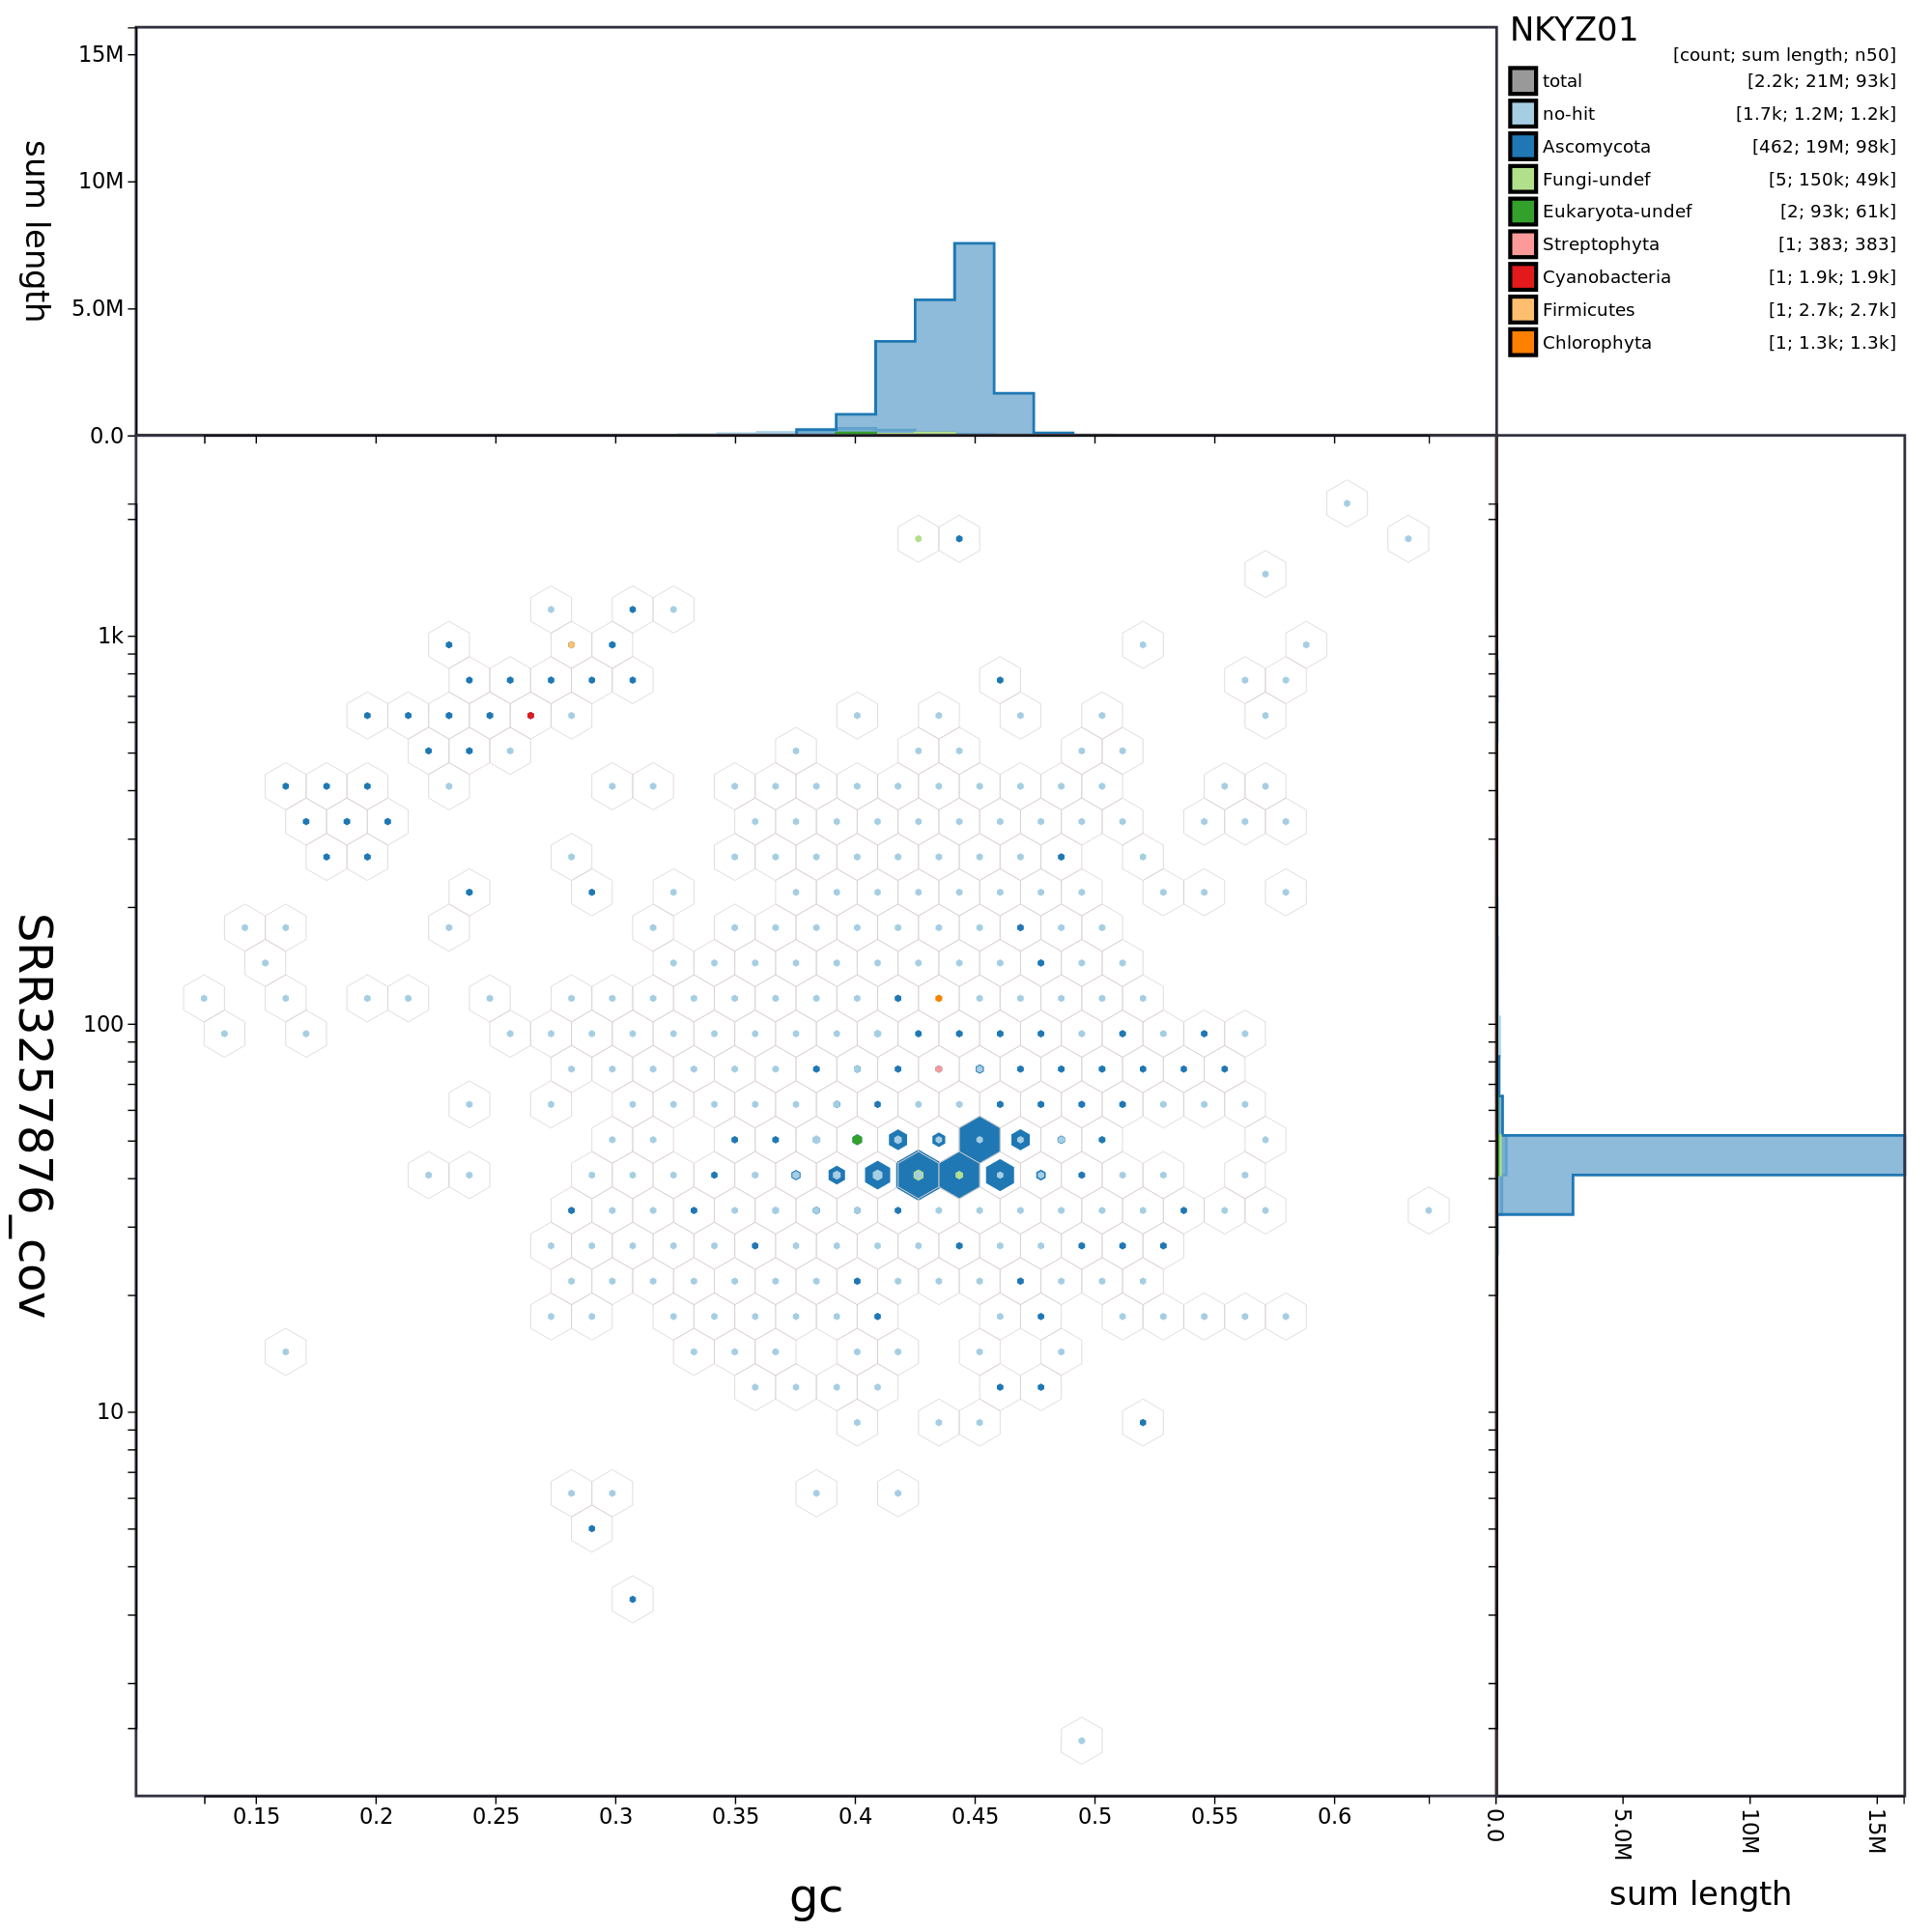 NKYZ01
[count; sum length; n50]
total [2.2k; 21M; 93k]
no-hit [1.7k; 1.2M; 1.2k]
Ascomycota [462; 19M; 98k]
Fungi-undef [5; 150k; 49k]
Eukaryota-undef [2; 93k; 61k]
Streptophyta [1; 383; 383]
Cyanobacteria [1; 1.9k; 1.9k]
Firmicutes [1; 2.7k; 2.7k]
Chlorophyta [1; 1.3k; 1.3k]
sum length
15M
10M
5.0M
0.0
SRR3257876_cov
1k
100
10
0.15 0.2 0.25 0.3 0.35 0.4 0.45 0.5 0.55 0.6
gc
0.0 5.0M 10M 15M
sum length